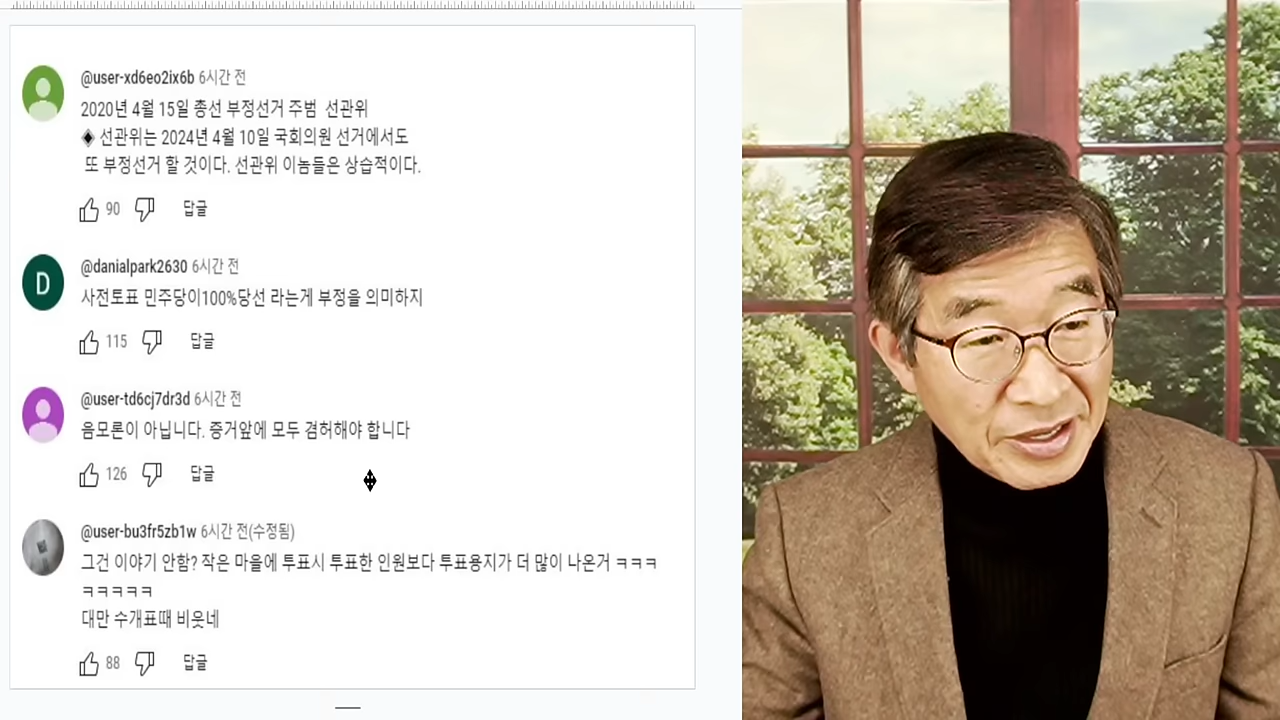 @user-xd6eo2ix6b 6시간 전
2020년 4월 15일 총선 부정선거 주범 선관위
◈ 선관위는 2024년 4월 10일 국회의원 선거에서도
또 부정선거 할 것이다. 선관위 이놈들은 상습적이다.
90 답글
D
@danialpark2630 6시간 전
사전토표 민주당이100%당선 라는게 부정을 의미하지
115 답글
@user-td6cj7dr3d 6시간 전
음모론이 아닙니다. 증거앞에 모두 겸허해야 합니다
126 답글
@user-bu3fr5zb1w 6시간 전(수정됨)
그건 이야기 안함? 작은 마을에 투표시 투표한 인원보다 투표용지가 더 많이 나온거 ㅋㅋㅋ
ㅋㅋㅋㅋㅋ
대만 수개표때 비웃네
88 답글